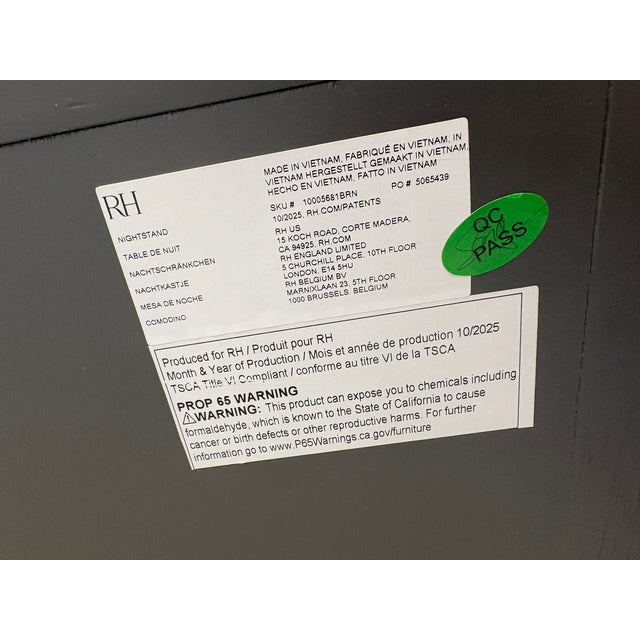 RH
NIGHTSTAND
TABLE DE NUIT
NACHTSCHRÄNKCHEN
NACHTKASTJE
MESA DE NOCHE
COMODINO
MADE IN VIETNAM, FABRIQUÉ EN VIETNAM, IN
VIETNAM HERGESTELLT GEMAAKT IN VIETNAM,
HECHO EN VIETNAM, FATTO IN VIETNAM
SKU # 10005681BRN PO # 5065439
10/2025, RH.COM/PATENTS
RH US
15 KOCH ROAD, CORTE MADERA,
CA 94925, RH.COM
RH ENGLAND LIMITED
5 CHURCHILL PLACE, 10TH FLOOR
LONDON, E14 5HU
RH BELGIUM BV
MARNIXLAAN 23, 5TH FLOOR
1000 BRUSSELS, BELGIUM
QC
PASS
Produced for RH / Produit pour RH
Month & Year of Production / Mois et année de production 10/2025
TSCA Title VI Compliant / conforme au titre VI de la TSCA
PROP 65 WARNING
⚠WARNING: This product can expose you to chemicals including
formaldehyde, which is known to the State of California to cause
cancer or birth defects or other reproductive harms. For further
information go to www.P65Warnings.ca.gov/furniture